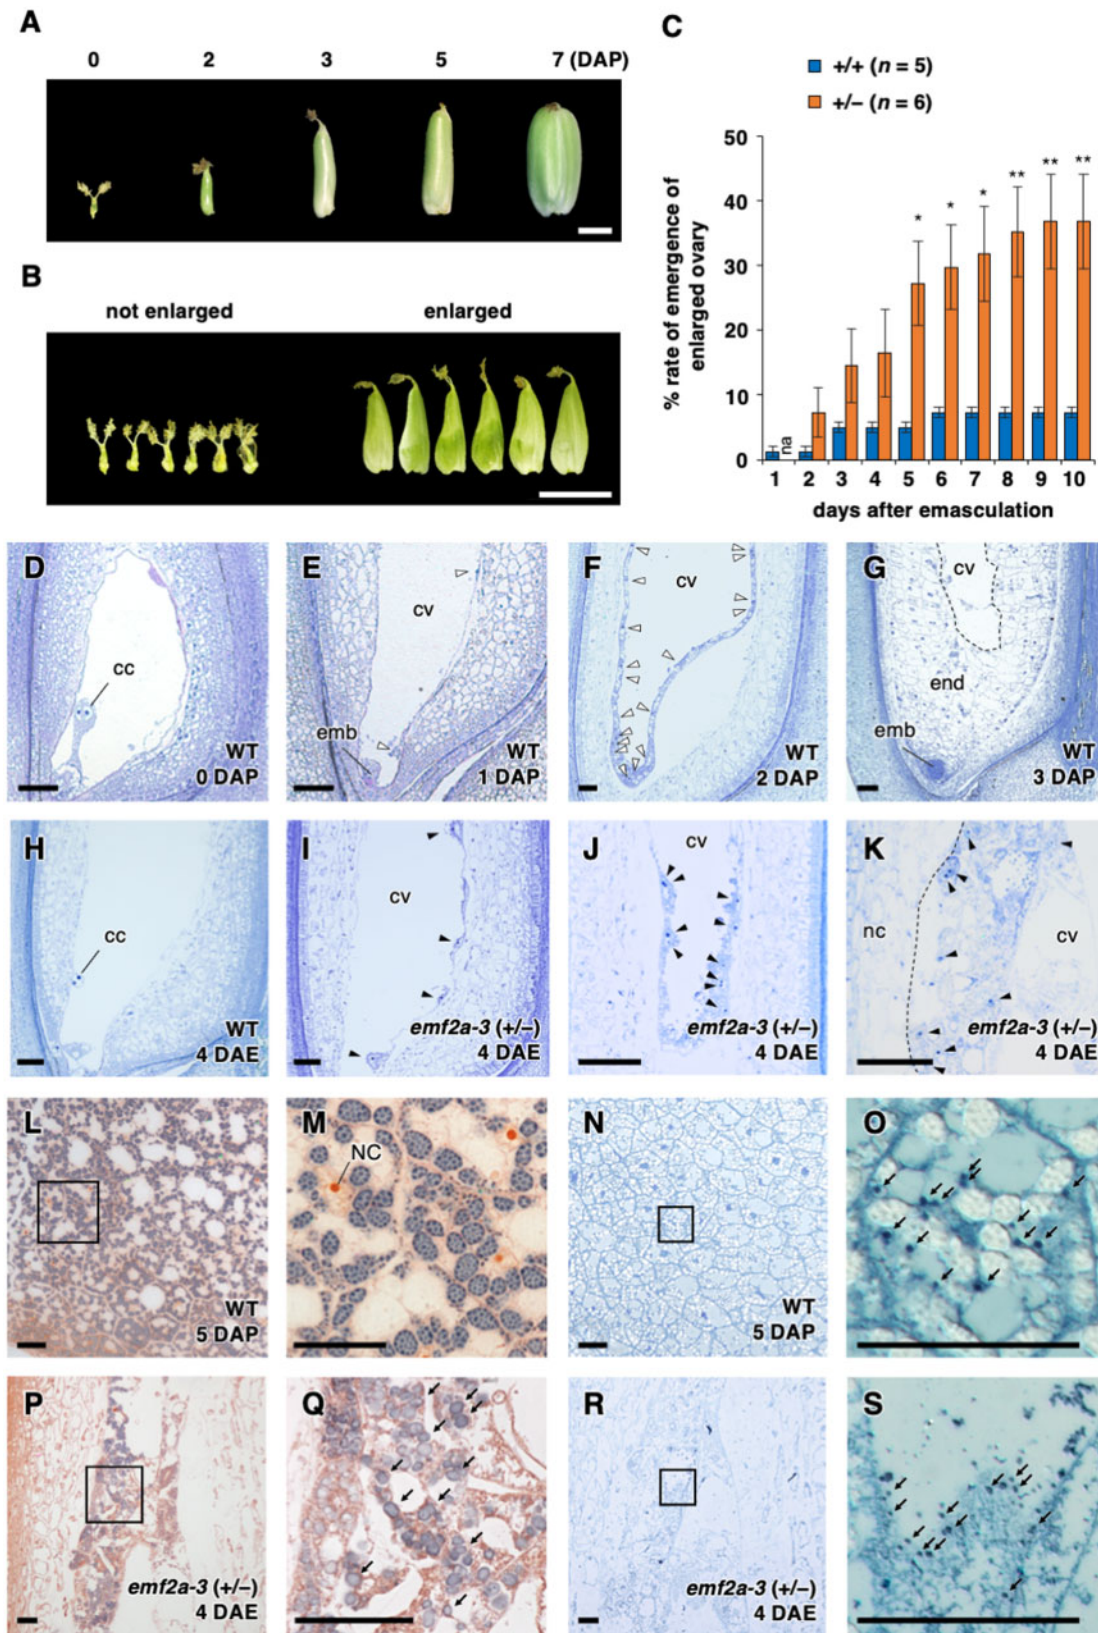 A
0 2 3 5 7 (DAP)
B
not enlarged enlarged
C
+/+ (n = 5)
+/– (n = 6)
% rate of emergence of
enlarged ovary
50
40
30
20
10
0
na
* * * ** ** **
1 2 3 4 5 6 7 8 9 10
days after emasculation
D
cc
WT
0 DAP
E
cv
emb
WT
1 DAP
F
cv
WT
2 DAP
G
cv
end
emb
WT
3 DAP
H
cc
WT
4 DAE
I
cv
emf2a-3 (+/–)
4 DAE
J
cv
emf2a-3 (+/–)
4 DAE
K
nc
cv
emf2a-3 (+/–)
4 DAE
L
WT
5 DAP
M
NC
N
WT
5 DAP
O
P
emf2a-3 (+/–)
4 DAE
Q
R
emf2a-3 (+/–)
4 DAE
S